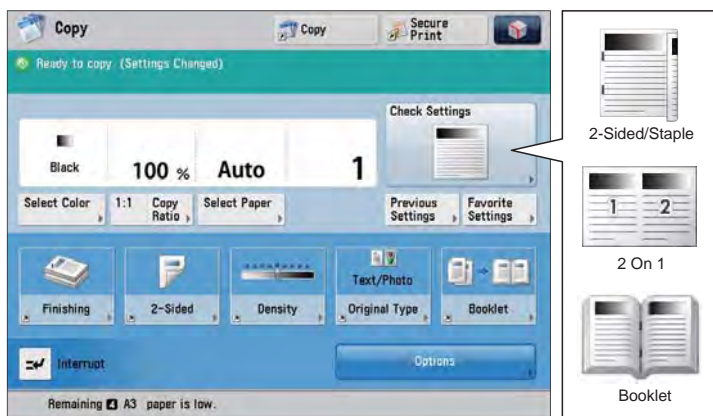 Copy
Copy
Secure
Print
Ready to copy. (Settings Changed)
Check Settings
Black
100 %
Auto
1
Select Color
1:1 Copy
Ratio
Select Paper
Previous
Settings
Favorite
Settings
Text/Photo
Finishing
2-Sided
Density
Original Type
Booklet
Interrupt
Options
Remaining 4 A3 paper is low.
2-Sided/Staple
1 2
2 On 1
Booklet